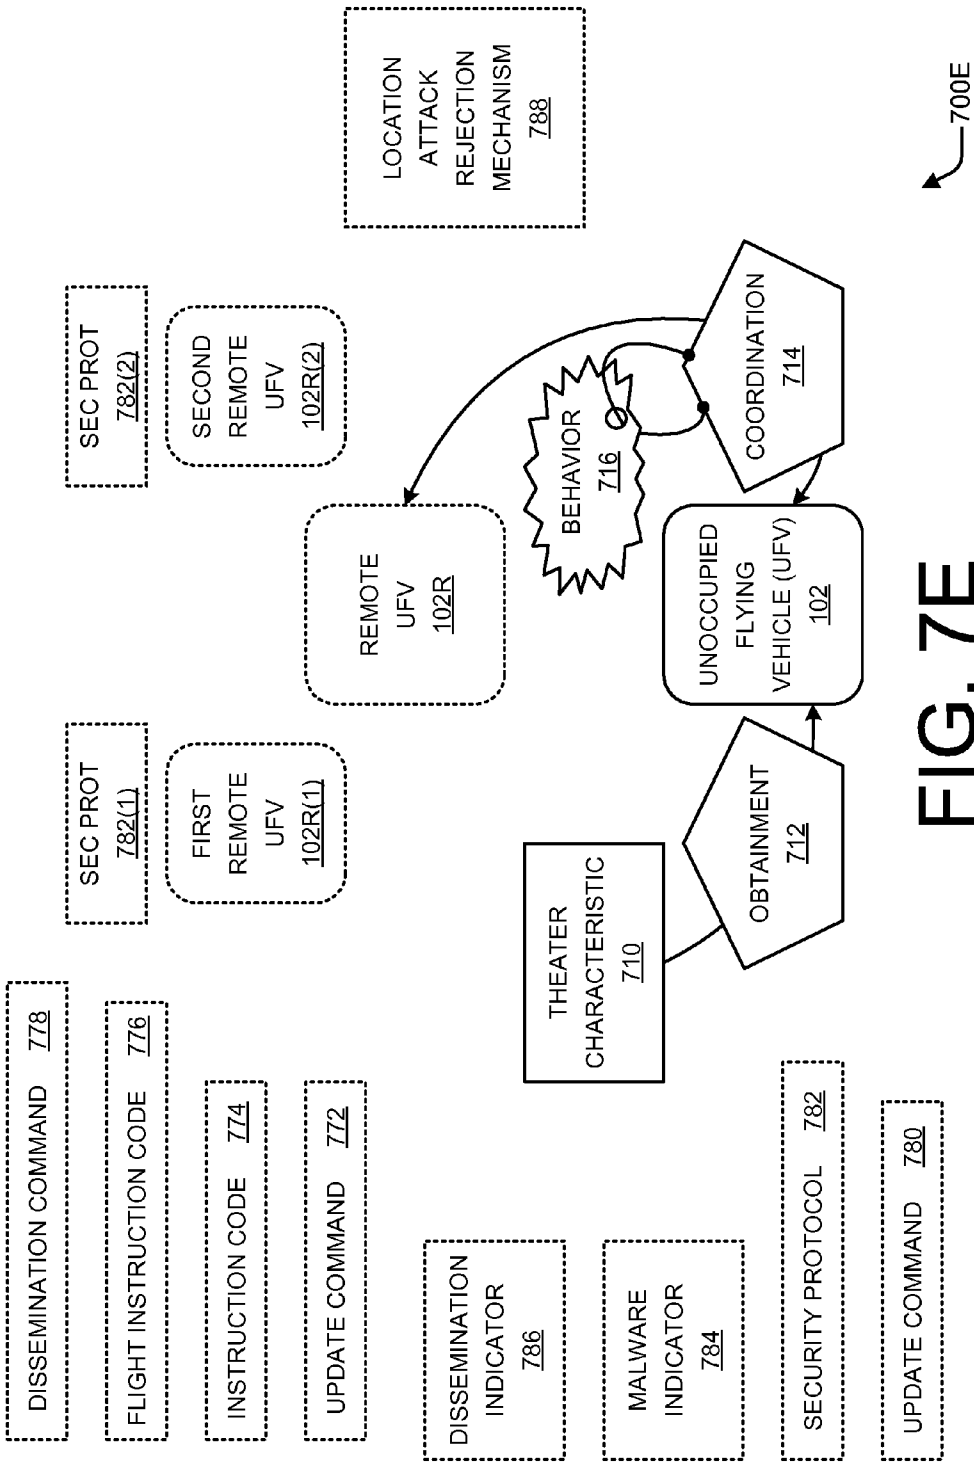 DISSEMINATION COMMAND 778
FLIGHT INSTRUCTION CODE 776
INSTRUCTION CODE 774
UPDATE COMMAND 772
DISSEMINATION
INDICATOR
786
MALWARE
INDICATOR
784
SECURITY PROTOCOL 782
UPDATE COMMAND 780
SEC PROT
782(1)
FIRST
REMOTE
UFV
102R(1)
SEC PROT
782(2)
SECOND
REMOTE
UFV
102R(2)
REMOTE
UFV
102R
LOCATION
ATTACK
REJECTION
MECHANISM
788
THEATER
CHARACTERISTIC
710
BEHAVIOR
716
OBTAINMENT
712
UNOCCUPIED
FLYING
VEHICLE (UFV)
102
COORDINATION
714
FIG. 7E
700E